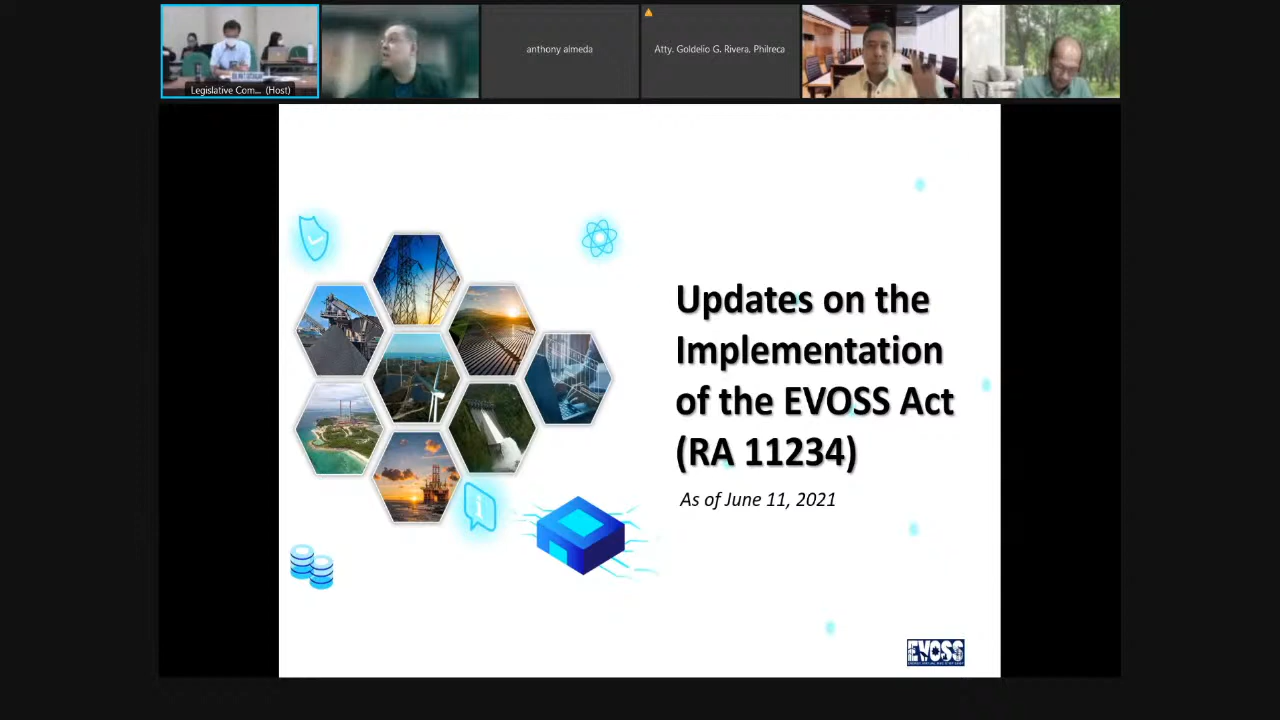 Legislative Com... (Host)
anthony almeda
Atty. Goldelio G. Rivera, Philreca
Updates on the
Implementation
of the EVOSS Act
(RA 11234)
As of June 11, 2021
EVOSS